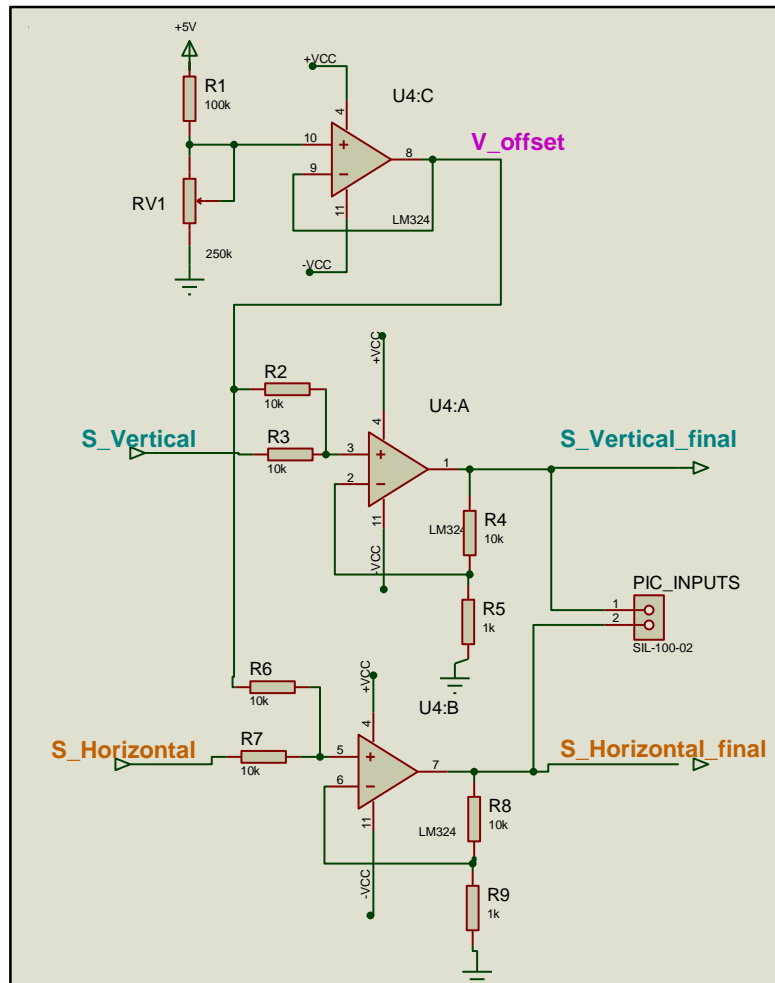 +5V
R1
100k
RV1
250k
+VCC
U4:C
4
10
9
8
11
LM324
-VCC
V_offset
R2
10k
S_Vertical
R3
10k
+VCC
U4:A
4
3
2
1
11
LM324
-VCC
R4
10k
R5
1k
S_Vertical_final
PIC_INPUTS
1
2
SIL-100-02
R6
10k
S_Horizontal
R7
10k
+VCC
U4:B
4
5
6
7
11
LM324
-VCC
R8
10k
R9
1k
S_Horizontal_final